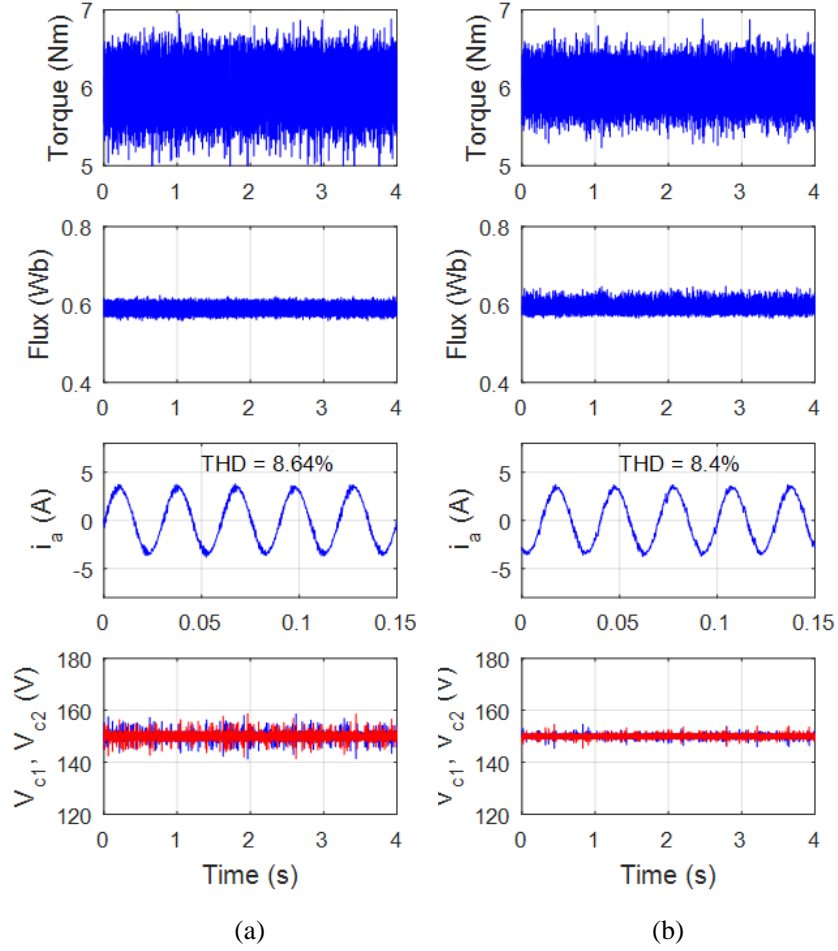 7
6
5
Torque (Nm)
0 1 2 3 4
7
6
5
Torque (Nm)
0 1 2 3 4
0.8
0.6
0.4
Flux (Wb)
0 1 2 3 4
0.8
0.6
0.4
Flux (Wb)
0 1 2 3 4
THD = 8.64%
5
0
-5
i_a (A)
0 0.05 0.1 0.15
THD = 8.4%
5
0
-5
i_a (A)
0 0.05 0.1 0.15
180
160
140
120
V_c1, V_c2 (V)
0 1 2 3 4
Time (s)
180
160
140
120
V_c1, V_c2 (V)
0 1 2 3 4
Time (s)
(a)
(b)